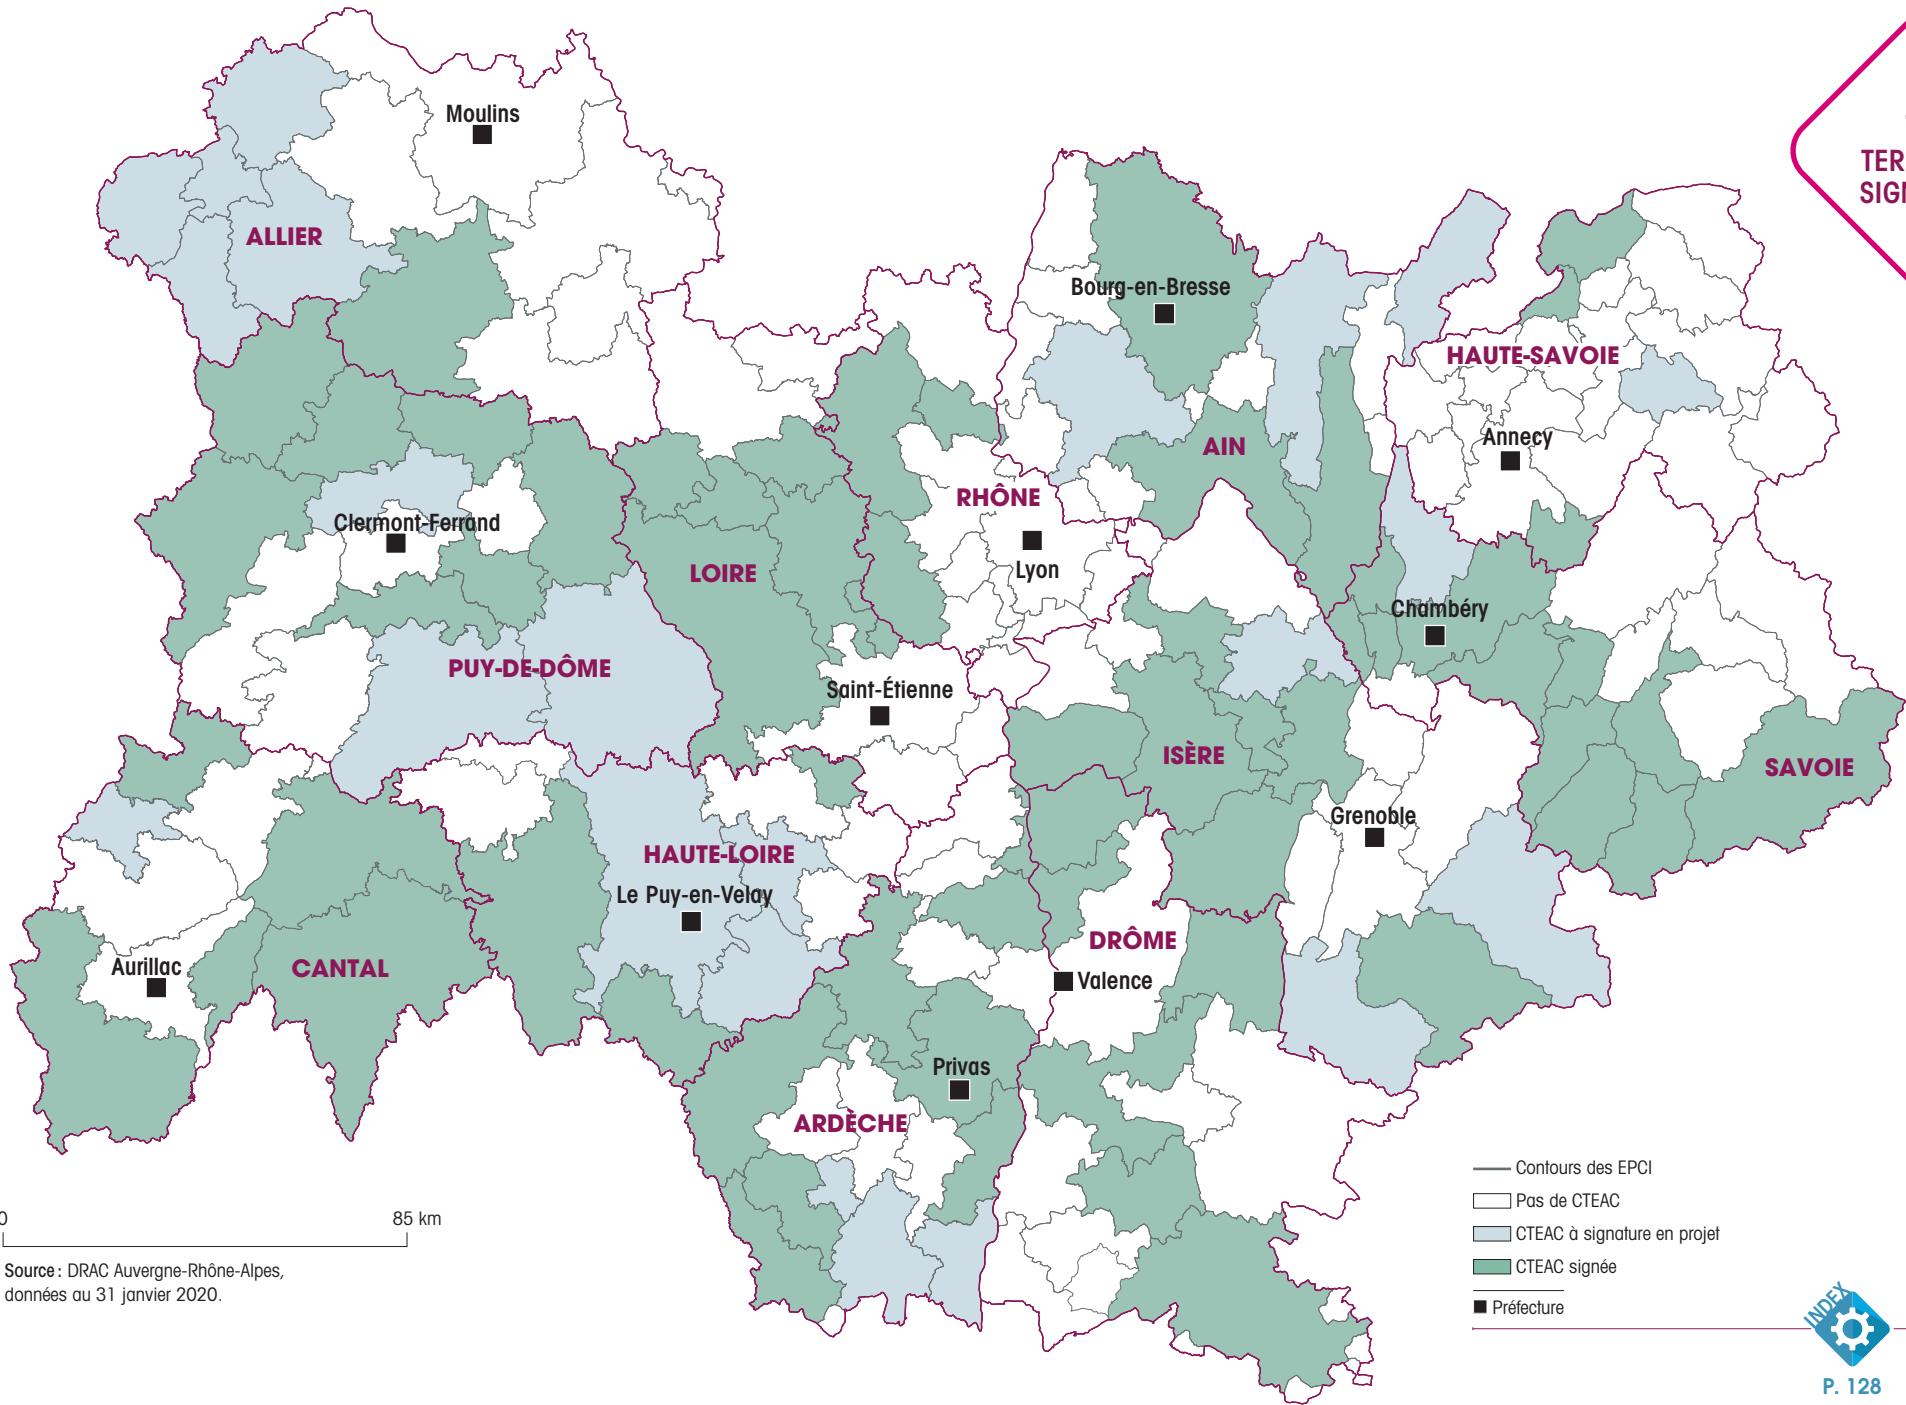 Moulins
TER
SIGN
ALLIER
Bourg-en-Bresse
HAUTE-SAVOIE
Annecy
AIN
RHÔNE
Clermont-Ferrand
Lyon
LOIRE
Chambéry
PUY-DE-DÔME
Saint-Étienne
ISÈRE
SAVOIE
Grenoble
HAUTE-LOIRE
Le Puy-en-Velay
DRÔME
Aurillac
CANTAL
Valence
Privas
ARDÈCHE
Contours des EPCI
Pas de CTEAC
CTEAC à signature en projet
CTEAC signée
Préfecture
0 85 km
Source : DRAC Auvergne-Rhône-Alpes,
données au 31 janvier 2020.
INDEX
P. 128